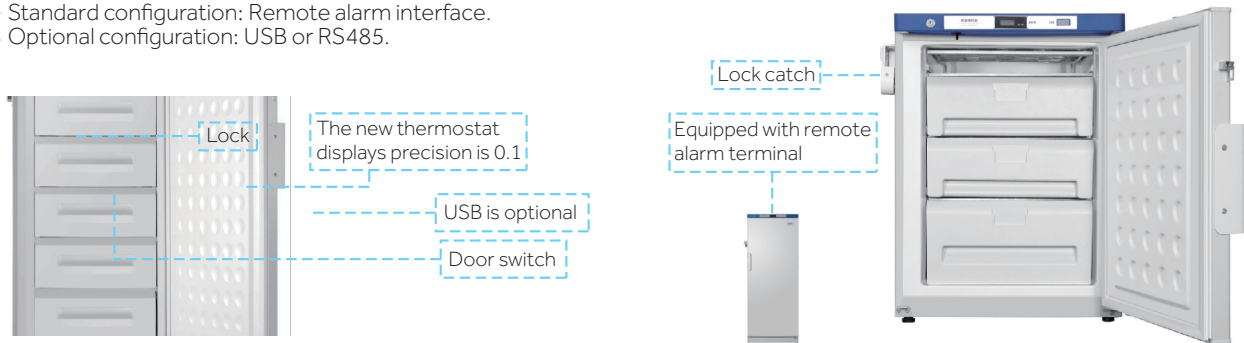 Standard configuration: Remote alarm interface.
Optional configuration: USB or RS485.
Lock catch
Lock
The new thermostat
displays precision is 0.1
Equipped with remote
alarm terminal
USB is optional
Door switch